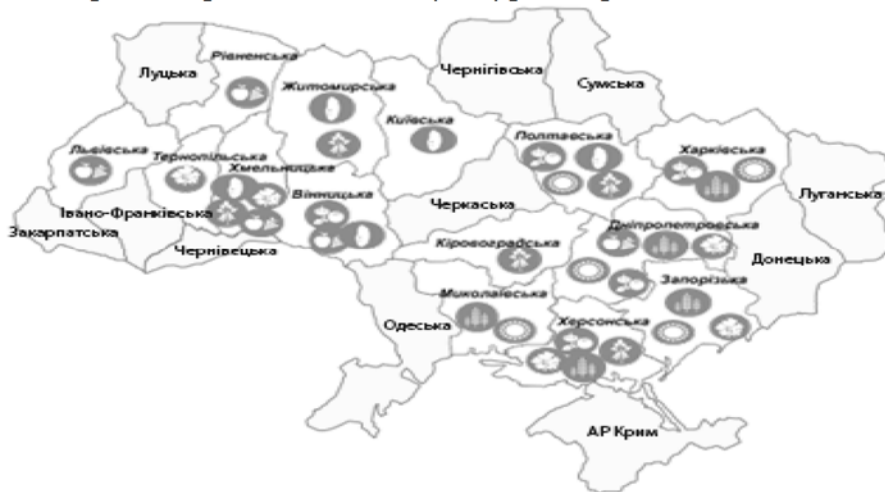 Рівненська
Луцька
Житомирська
Чернігівська
Сумська
Київська
Полтавська
Львівська
Тернопільська
Хмельницька
Харківська
Вінницька
Луганська
Івано-Франківська
Черкаська
Закарпатська
Дніпропетровська
Чернівецька
Кіровоградська
Донецька
Запорізька
Миколаївська
Одеська
Херсонська
АР Крим